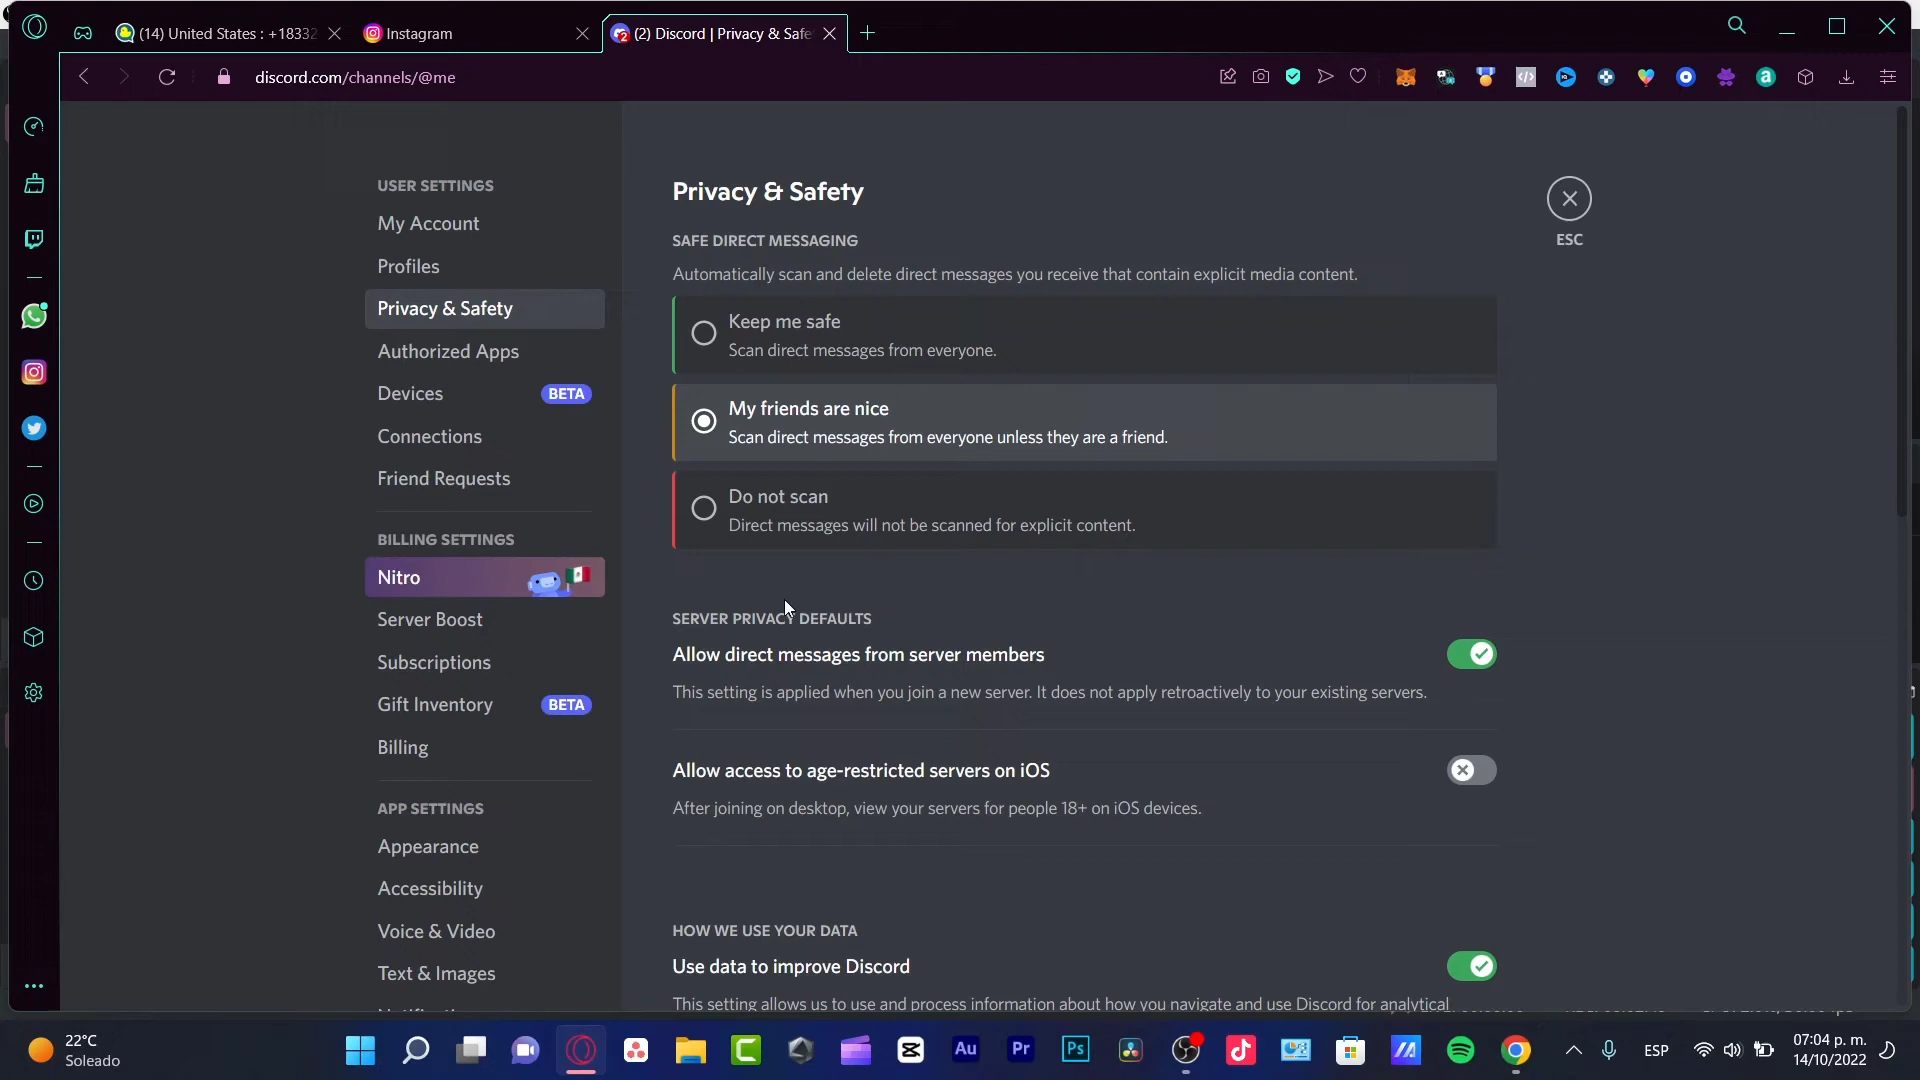 (14) United States : +18332
Instagram
(2) Discord | Privacy & Safe
discord.com/channels/@me
USER SETTINGS
My Account
Profiles
Privacy & Safety
Authorized Apps
Devices BETA
Connections
Friend Requests
BILLING SETTINGS
Nitro
Server Boost
Subscriptions
Gift Inventory BETA
Billing
APP SETTINGS
Appearance
Accessibility
Voice & Video
Text & Images
Privacy & Safety
ESC
SAFE DIRECT MESSAGING
Automatically scan and delete direct messages you receive that contain explicit media content.
Keep me safe
Scan direct messages from everyone.
My friends are nice
Scan direct messages from everyone unless they are a friend.
Do not scan
Direct messages will not be scanned for explicit content.
SERVER PRIVACY DEFAULTS
Allow direct messages from server members
This setting is applied when you join a new server. It does not apply retroactively to your existing servers.
Allow access to age-restricted servers on iOS
After joining on desktop, view your servers for people 18+ on iOS devices.
HOW WE USE YOUR DATA
Use data to improve Discord
This setting allows us to use and process information about how you navigate and use Discord for analytical
22°C
Soleado
Au
Pr
Ps
ESP
07:04 p. m.
14/10/2022